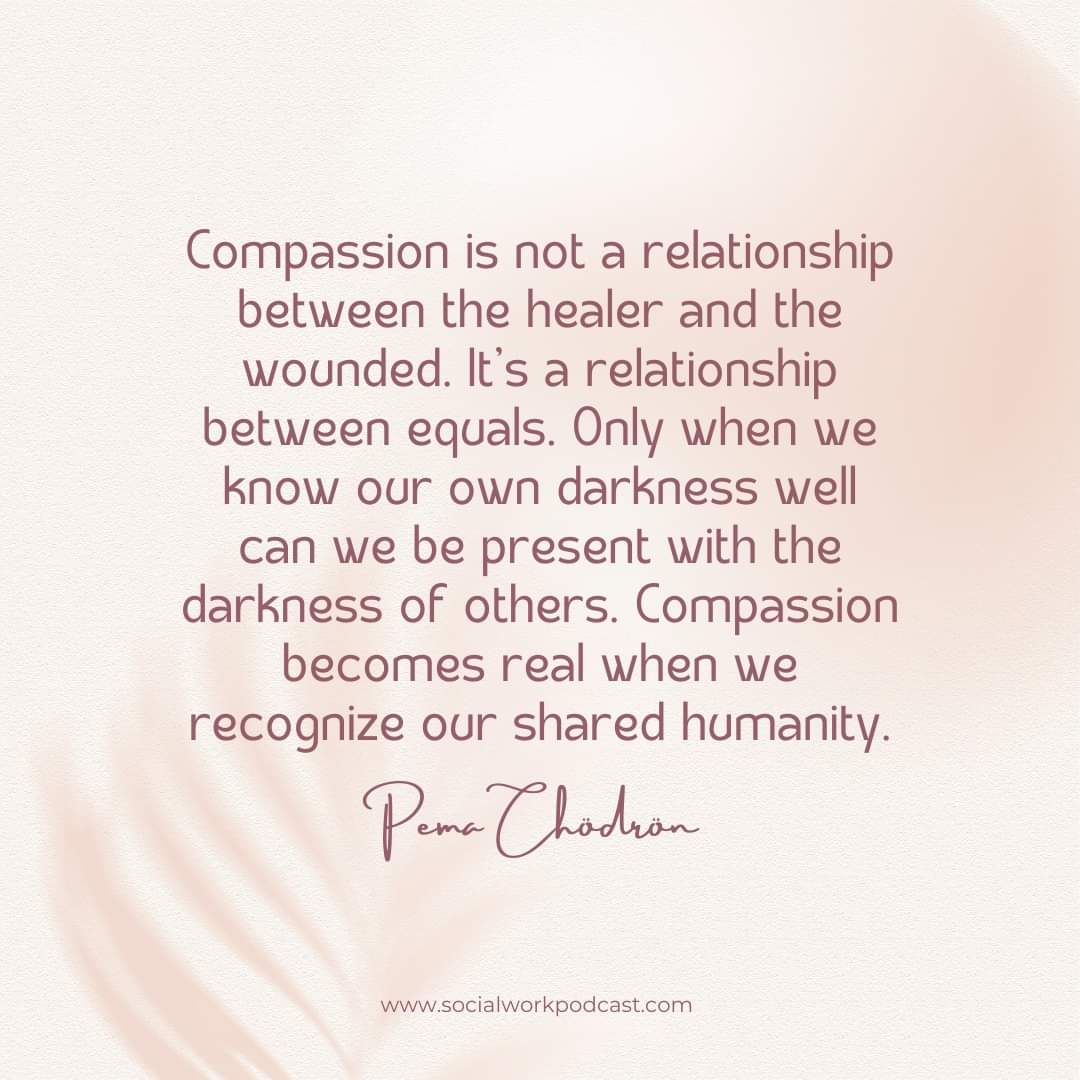 Compassion is not a relationship
between the healer and the
wounded. It’s a relationship
between equals. Only when we
know our own darkness well
can we be present with the
darkness of others. Compassion
becomes real when we
recognize our shared humanity.
Pema Chödrön
www.socialworkpodcast.com